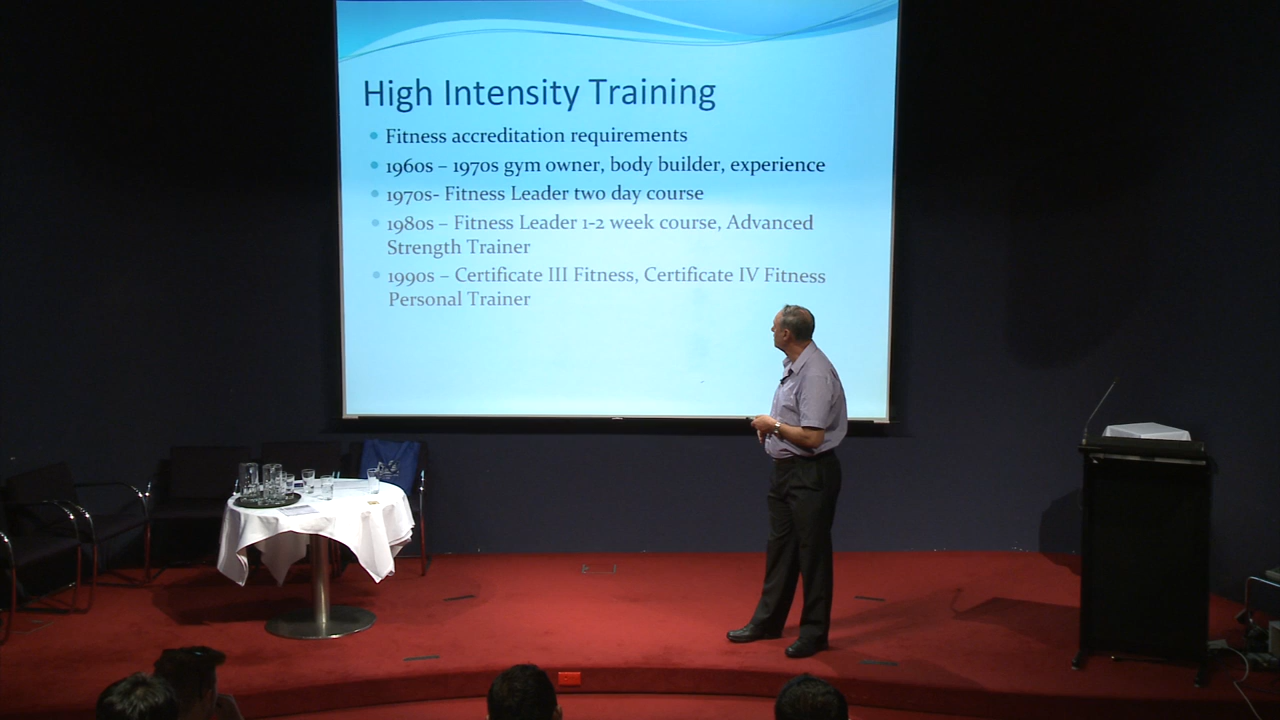 High Intensity Training
Fitness accreditation requirements
1960s – 1970s gym owner, body builder, experience
1970s- Fitness Leader two day course
1980s – Fitness Leader 1-2 week course, Advanced
Strength Trainer
1990s – Certificate III Fitness, Certificate IV Fitness
Personal Trainer